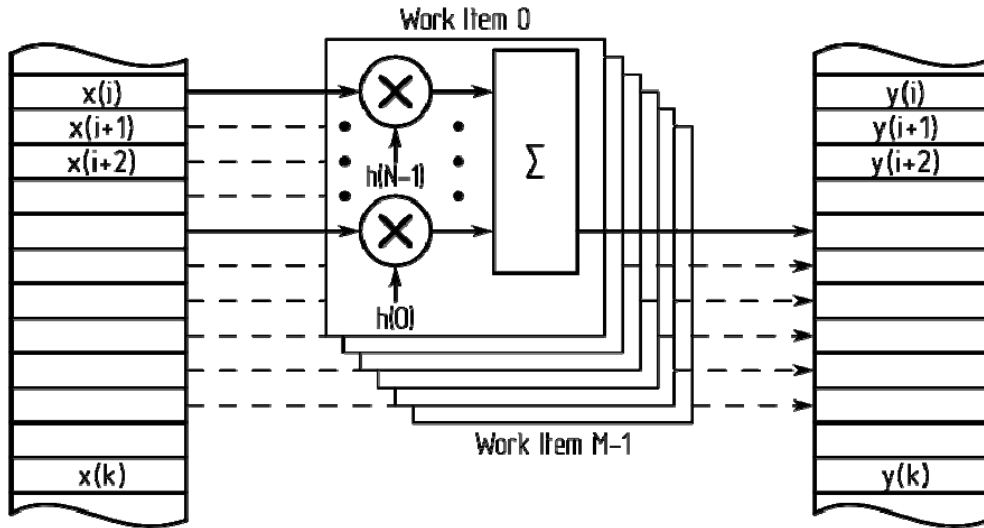 Work Item 0
x(i)
x(i+1)
x(i+2)
h(N-1)
Σ
h(0)
x(k)
y(i)
y(i+1)
y(i+2)
y(k)
Work Item M-1